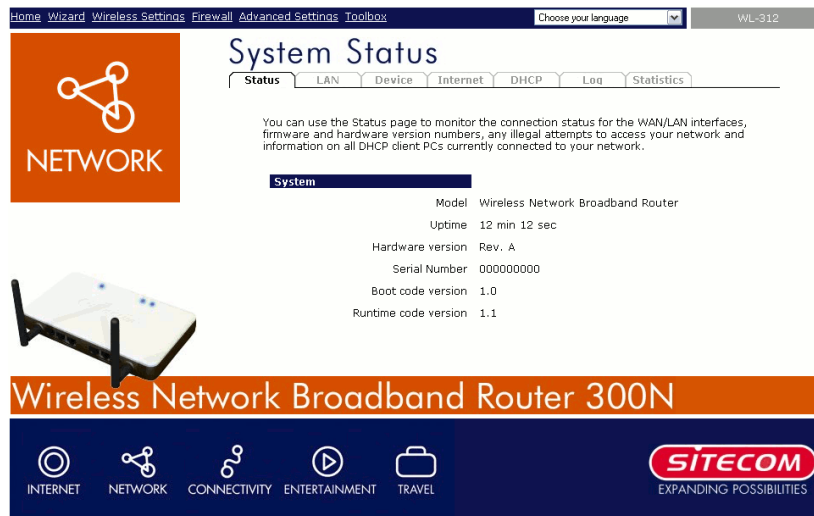 Home Wizard Wireless Settings Firewall Advanced Settings Toolbox Choose your language WL-312
System Status
Status LAN Device Internet DHCP Log Statistics
You can use the Status page to monitor the connection status for the WAN/LAN interfaces,
firmware and hardware version numbers, any illegal attempts to access your network and
information on all DHCP client PCs currently connected to your network.
NETWORK
System
Model Wireless Network Broadband Router
Uptime 12 min 12 sec
Hardware version Rev. A
Serial Number 000000000
Boot code version 1.0
Runtime code version 1.1
Wireless Network Broadband Router 300N
INTERNET NETWORK CONNECTIVITY ENTERTAINMENT TRAVEL
SITECOM
EXPANDING POSSIBILITIES